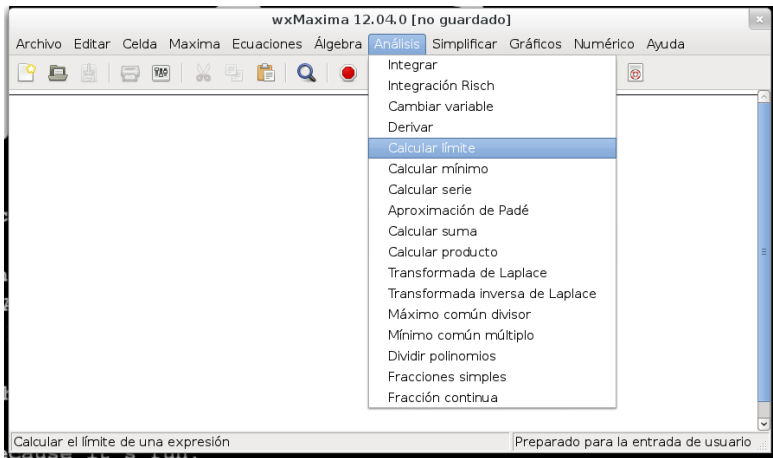 wxMaxima 12.04.0 [no guardado]
Archivo Editar Celda Maxima Ecuaciones Álgebra Análisis Simplificar Gráficos Numérico Ayuda
Integrar
Integración Risch
Cambiar variable
Derivar
Calcular límite
Calcular mínimo
Calcular serie
Aproximación de Padé
Calcular suma
Calcular producto
Transformada de Laplace
Transformada inversa de Laplace
Máximo común divisor
Mínimo común múltiplo
Dividir polinomios
Fracciones simples
Fracción continua
Calcular el límite de una expresión Preparado para la entrada de usuario